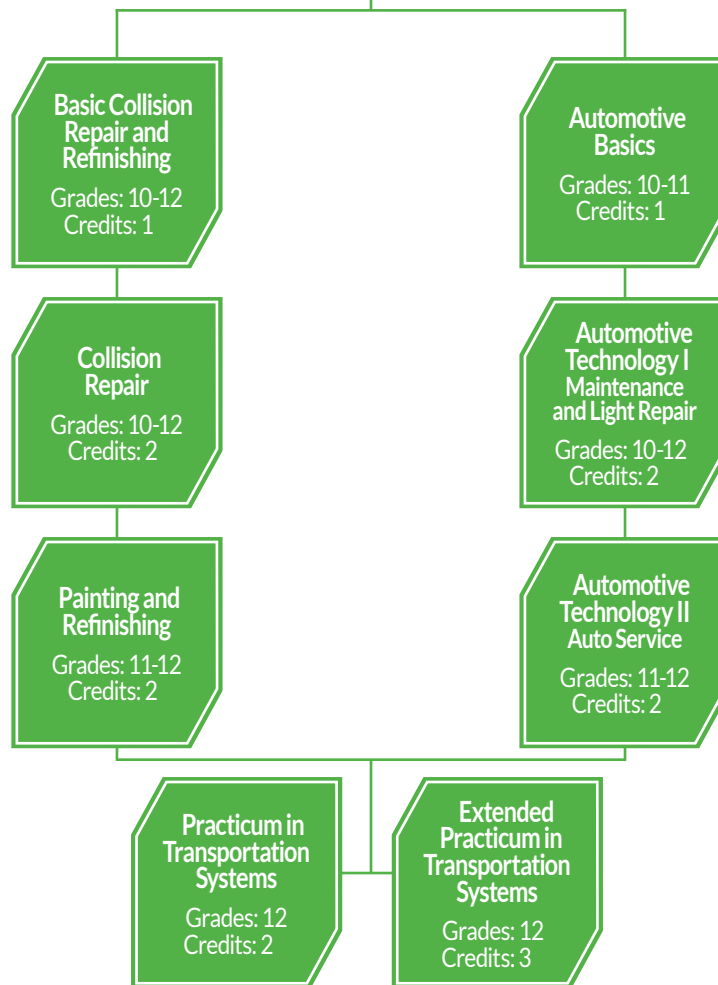 Basic Collision
Repair and
Refinishing
Grades: 10-12
Credits: 1
Automotive
Basics
Grades: 10-11
Credits: 1
Collision
Repair
Grades: 10-12
Credits: 2
Automotive
Technology I
Maintenance
and Light Repair
Grades: 10-12
Credits: 2
Painting and
Refinishing
Grades: 11-12
Credits: 2
Automotive
Technology II
Auto Service
Grades: 11-12
Credits: 2
Practicum in
Transportation
Systems
Grades: 12
Credits: 2
Extended
Practicum in
Transportation
Systems
Grades: 12
Credits: 3